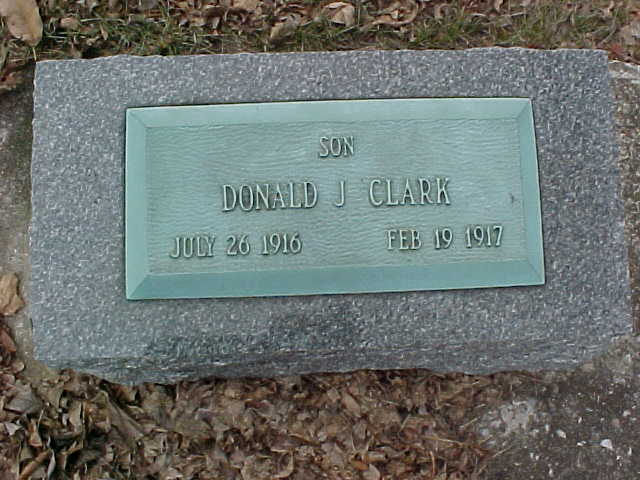 SON
DONALD J CLARK
JULY 26 1916 FEB 19 1917